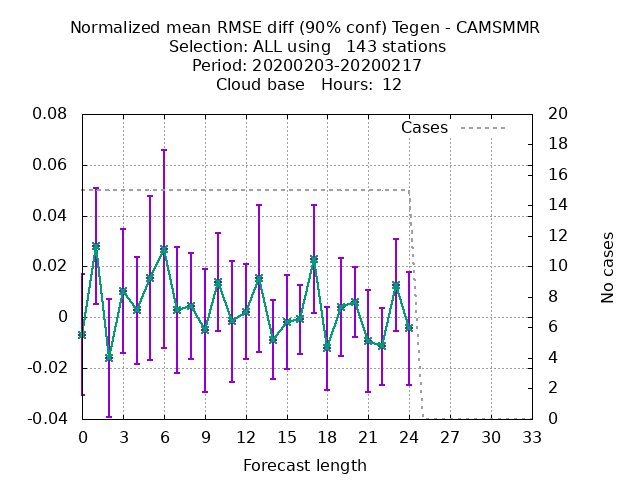 Normalized mean RMSE diff (90% conf) Tegen - CAMSMMR
Selection: ALL using   143 stations
Period: 20200203-20200217
Cloud base   Hours:  12
Cases
0.08
0.06
0.04
0.02
0
-0.02
-0.04
20
18
16
14
12
10
8
6
4
2
0
No cases
0 3 6 9 12 15 18 21 24 27 30 33
Forecast length